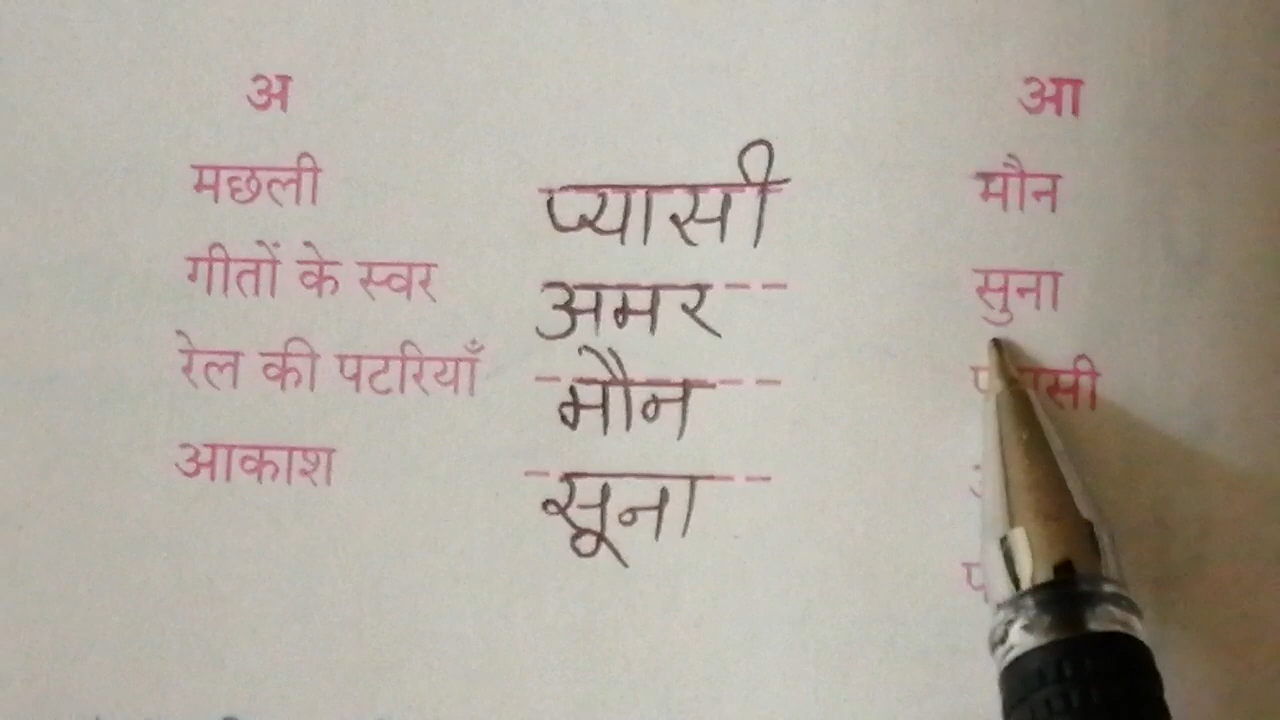 अ आ
मछली प्यासी मौन
गीतों के स्वर अमर सुना
रेल की पटरियाँ मौन
आकाश सूना